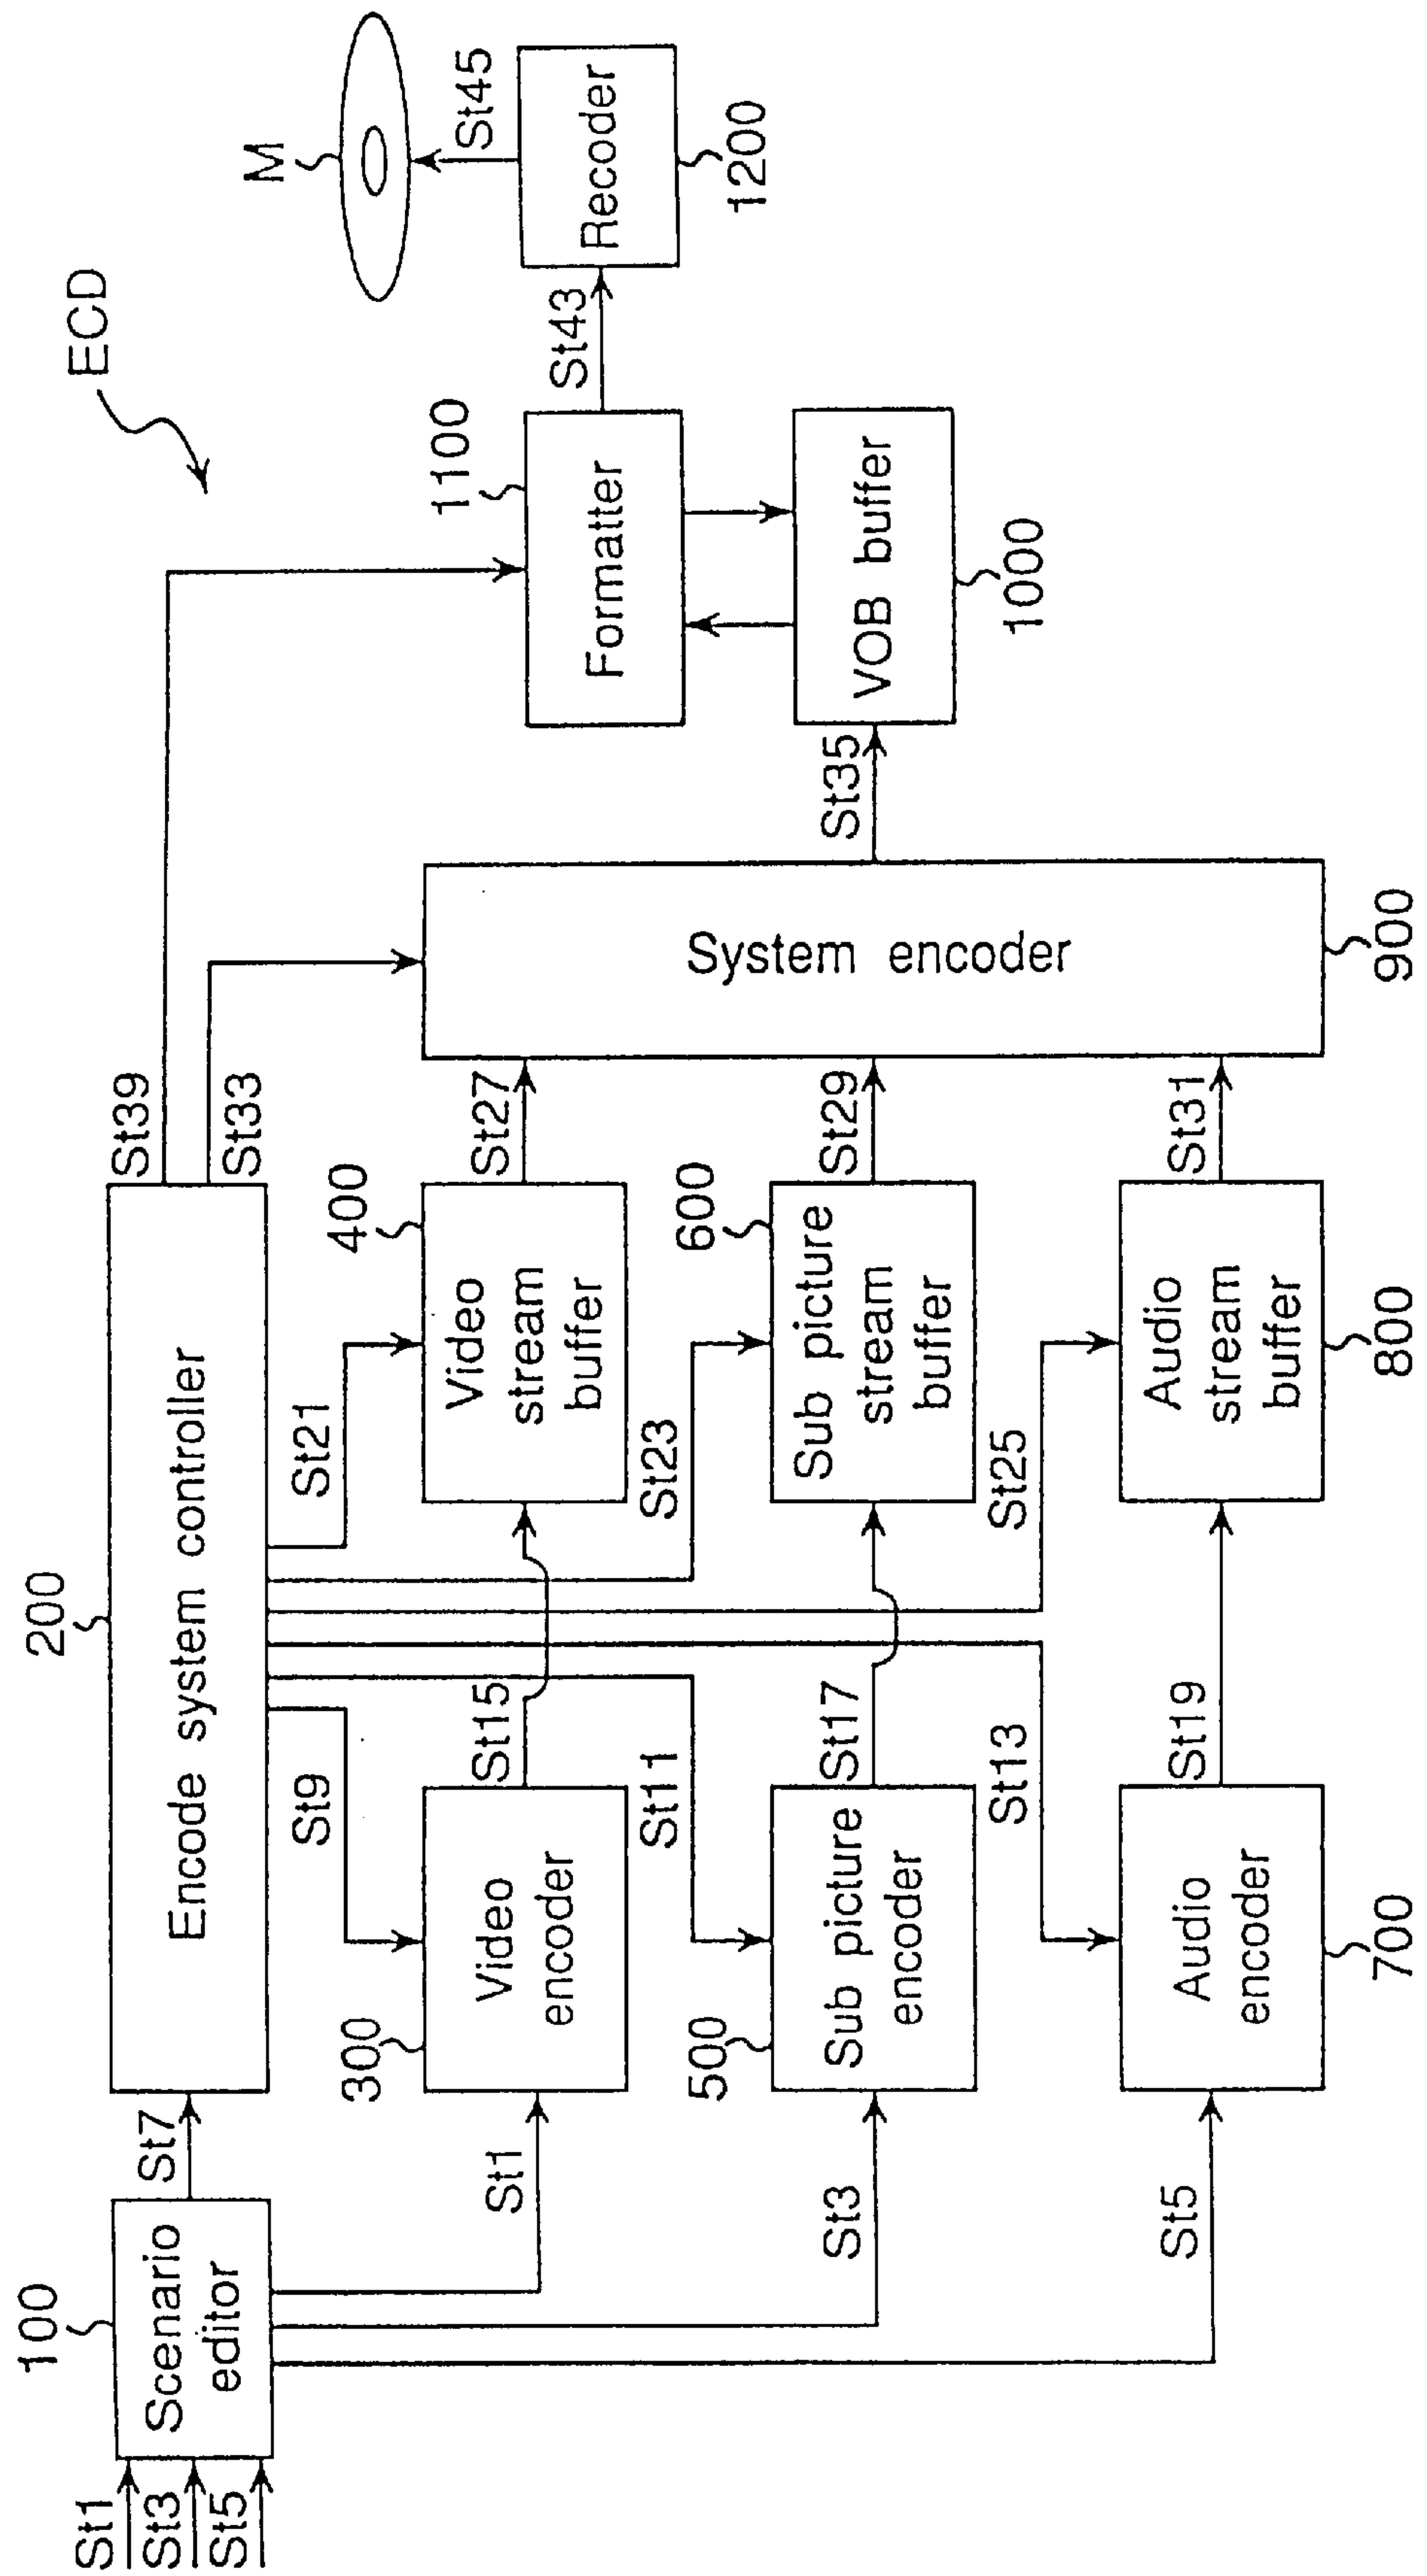 ECD
M
St45
Recoder
1200
St43
1100
Formatter
VOB buffer
1000
St35
St39
St33
System encoder
900
200
Encode system controller
St21
400
Video
stream
buffer
St27
St23
600
Sub picture
stream
buffer
St29
St25
Audio
stream
buffer
800
St31
St9
300
Video
encoder
St15
St11
500
Sub picture
encoder
St17
St13
Audio
encoder
700
St19
100
Scenario
editor
St7
St1
St3
St5
St1
St3
St5